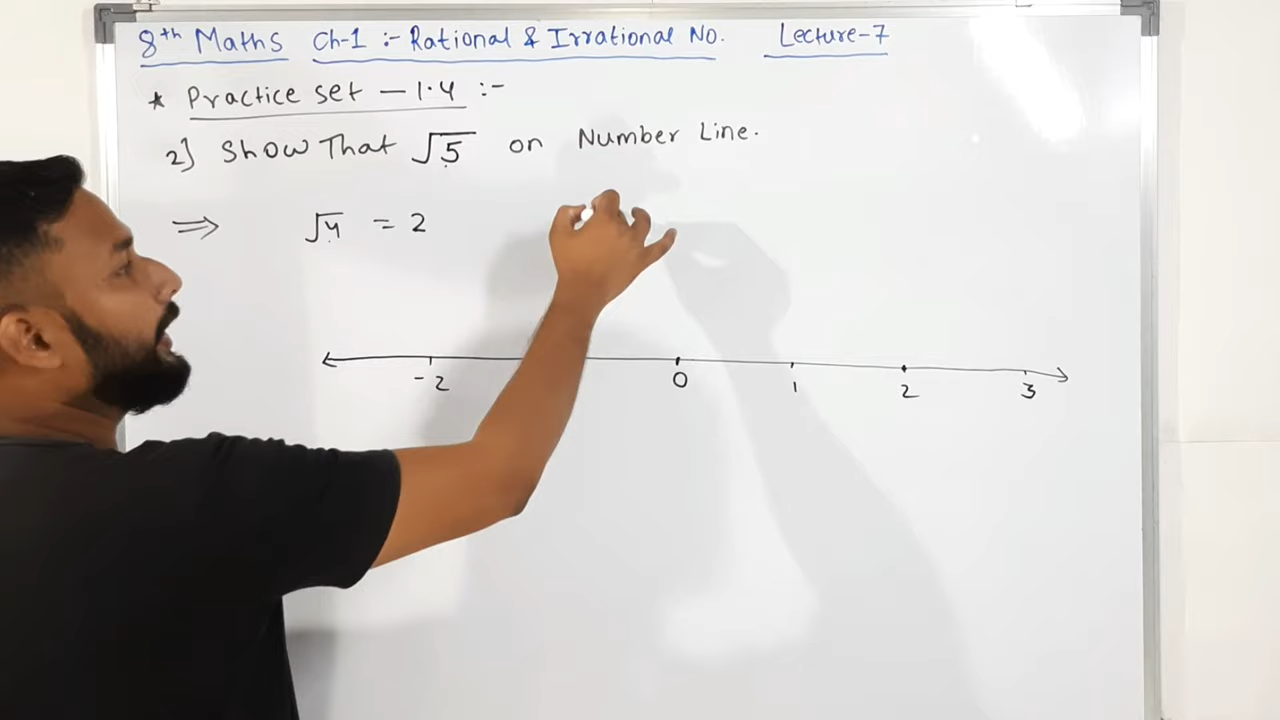 8th Maths Ch-1 :- Rational & Irrational No. Lecture-7
* Practice set - 1.4 :-
2] Show That √5 on Number Line.
⇒ √4 = 2
-2 0 1 2 3